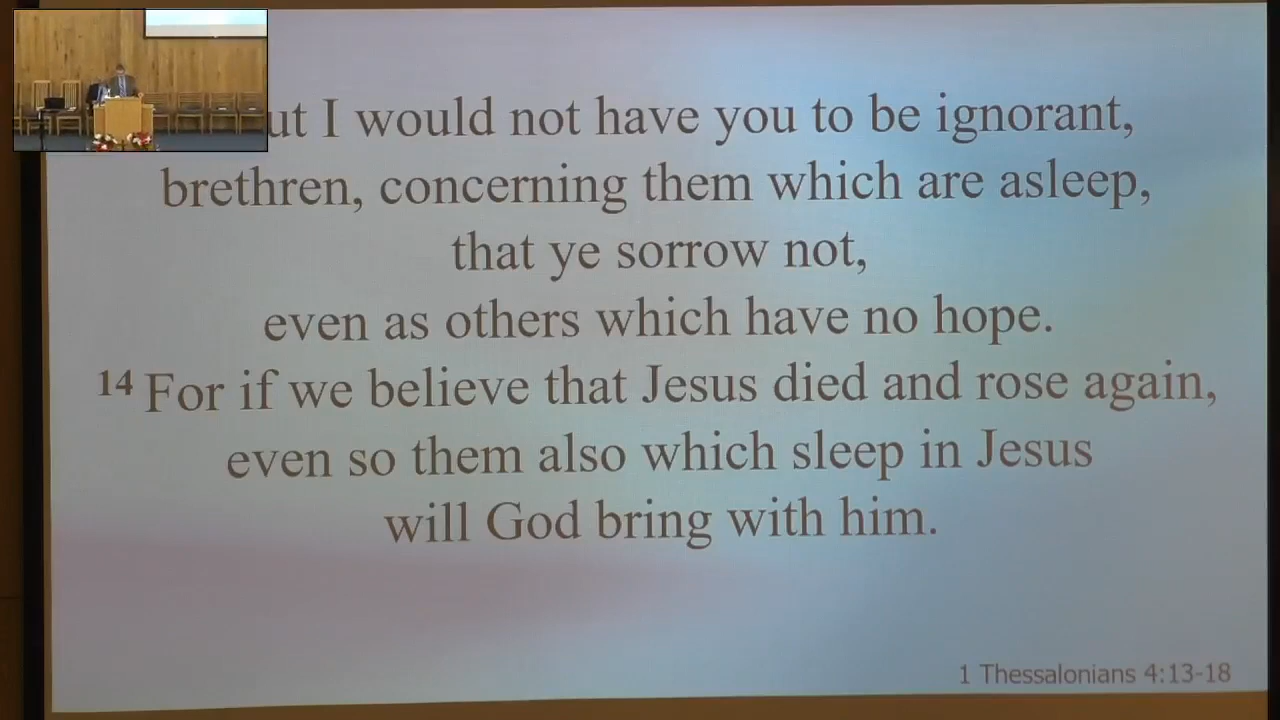 ut I would not have you to be ignorant,
brethren, concerning them which are asleep,
that ye sorrow not,
even as others which have no hope.
14 For if we believe that Jesus died and rose again,
even so them also which sleep in Jesus
will God bring with him.
1 Thessalonians 4:13-18